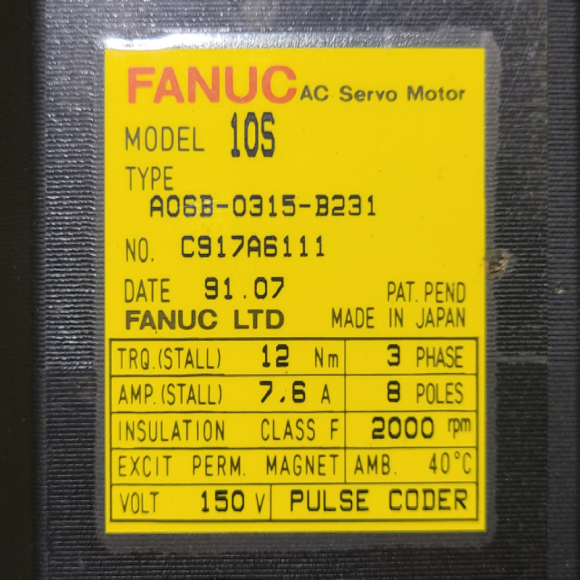 FANUC AC Servo Motor
MODEL 10S
TYPE
A06B-0315-B231
NO. C917A6111
DATE 91.07 PAT. PEND
FANUC LTD MADE IN JAPAN
TRQ.(STALL) 12 Nm 3 PHASE
AMP.(STALL) 7.6 A 8 POLES
INSULATION CLASS F 2000 rpm
EXCIT PERM. MAGNET AMB. 40°C
VOLT 150 V PULSE CODER